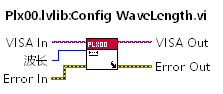 Plx00.lvlib:Config WaveLength.vi
VISA In
PLX00
VISA Out
波长
Error In
Error Out